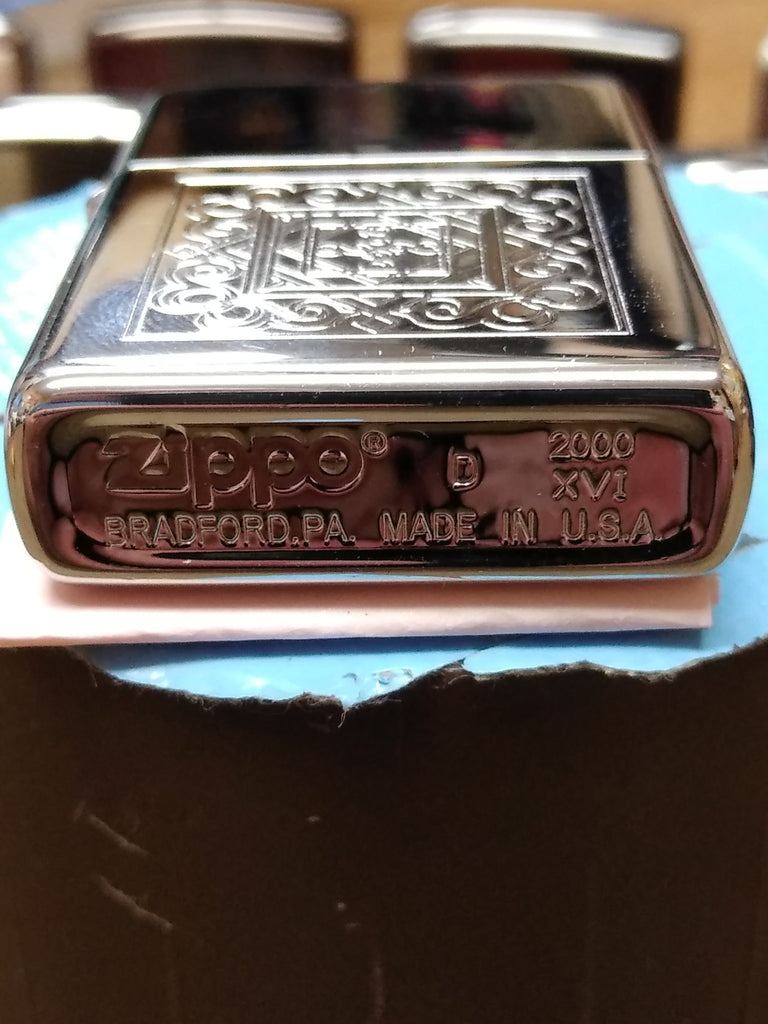 Zippo® D 2000
XVI
BRADFORD,PA. MADE IN U.S.A.